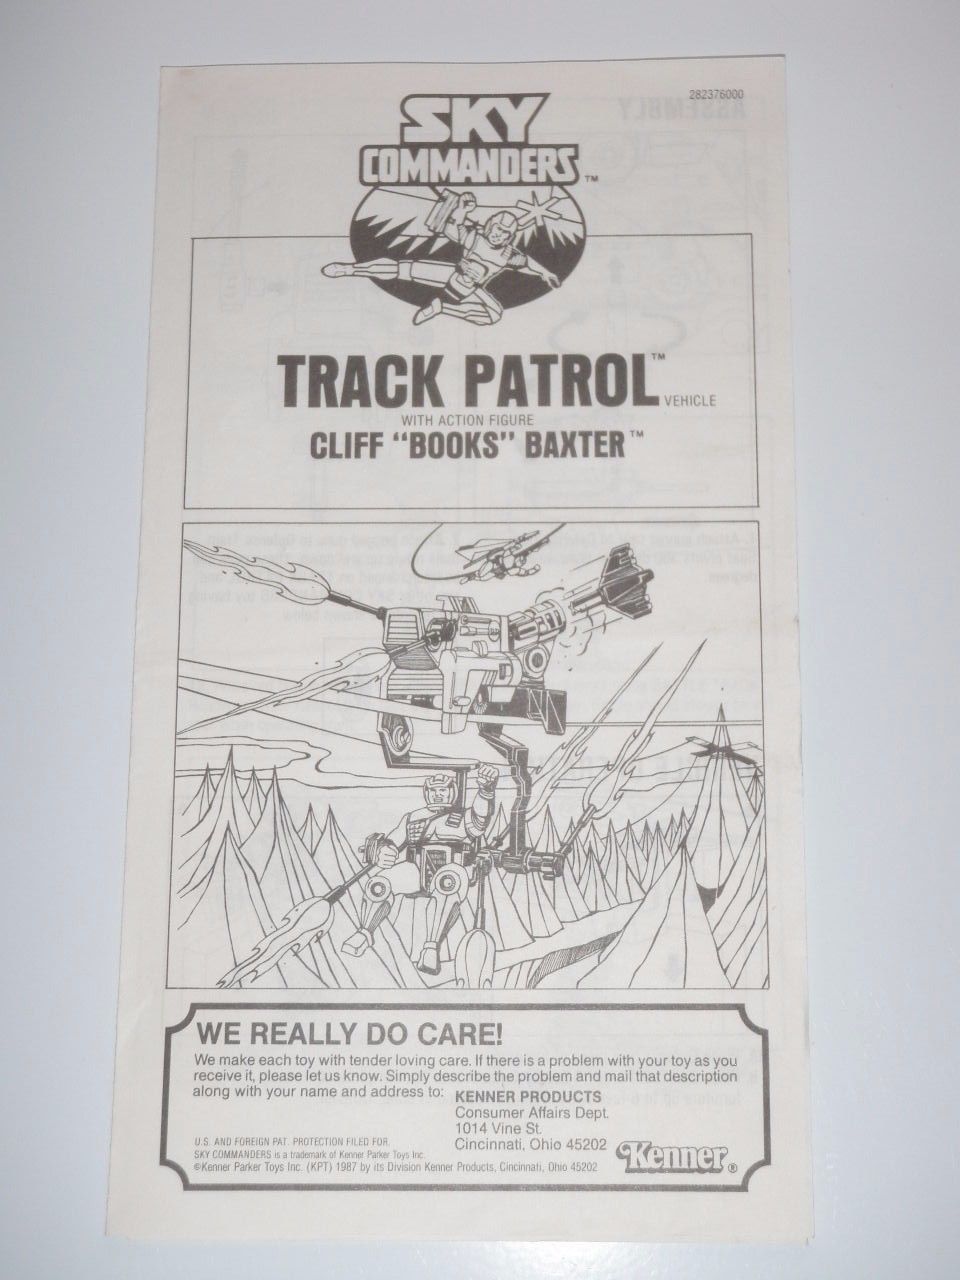 282376000
SKY
COMMANDERS™
TRACK PATROL™ VEHICLE
WITH ACTION FIGURE
CLIFF “BOOKS” BAXTER™
WE REALLY DO CARE!
We make each toy with tender loving care. If there is a problem with your toy as you
receive it, please let us know. Simply describe the problem and mail that description
along with your name and address to: KENNER PRODUCTS
Consumer Affairs Dept.
1014 Vine St.
Cincinnati, Ohio 45202
U.S. AND FOREIGN PAT. PROTECTION FILED FOR.
SKY COMMANDERS is a trademark of Kenner Parker Toys Inc.
©Kenner Parker Toys Inc. (KPT) 1987 by its Division Kenner Products, Cincinnati, Ohio 45202
Kenner®